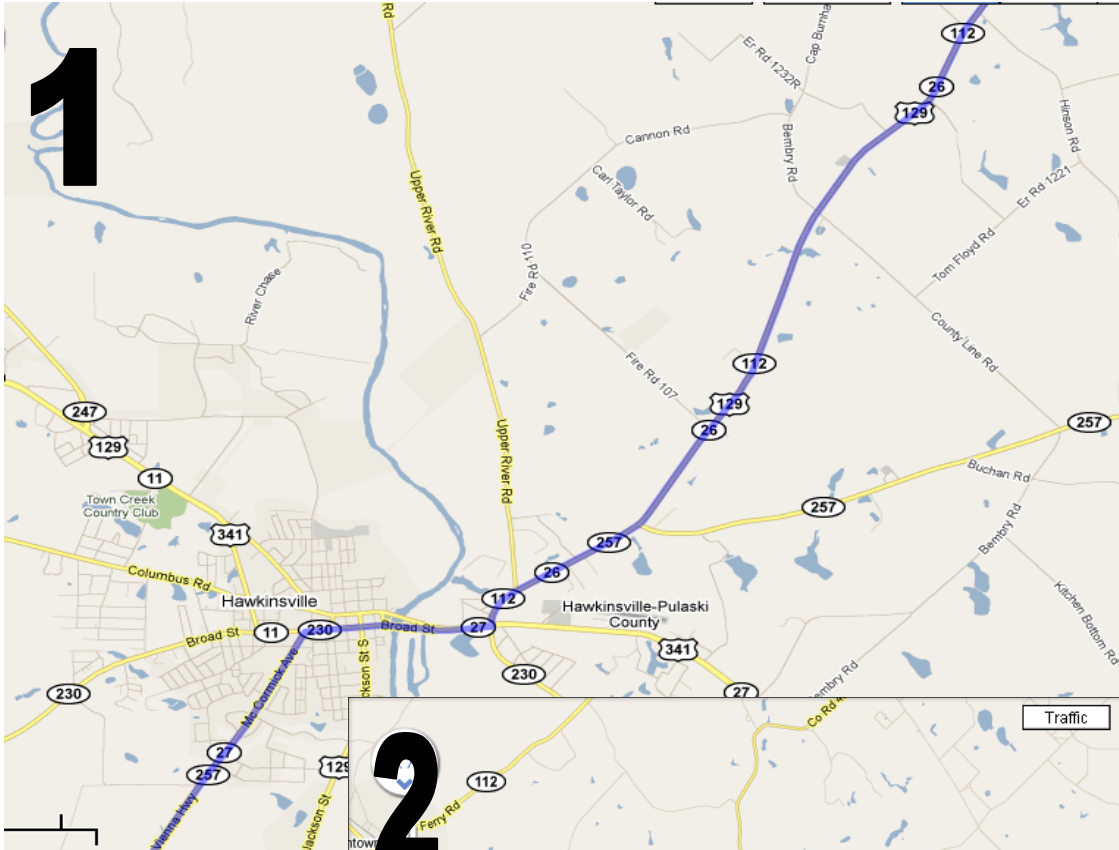 1
Rd
112
Cap Burnha
Er Rd 1232R
26
129
Hinson Rd
Cannon Rd
Bembry Rd
Carl Taylor Rd
Er Rd 1221
Upper River Rd
Tom Floyd Rd
Fire Rd 110
River Chase
County Line Rd
112
Fire Rd 107
129
26
247
129
257
Upper River Rd
11
Buchan Rd
Town Creek
Country Club
257
341
257
Bembry Rd
26
Columbus Rd
Hawkinsville
112
Hawkinsville-Pulaski
County
Kitchen Bottom Rd
11
230
Broad St
27
Broad St
341
230
230
27
Mc Cormick Ave
ckson St S
embry Rd
Co Rd
Traffic
27
257
129
2
112
Vienna Hwy
Jackson St
Ferry Rd
ntow